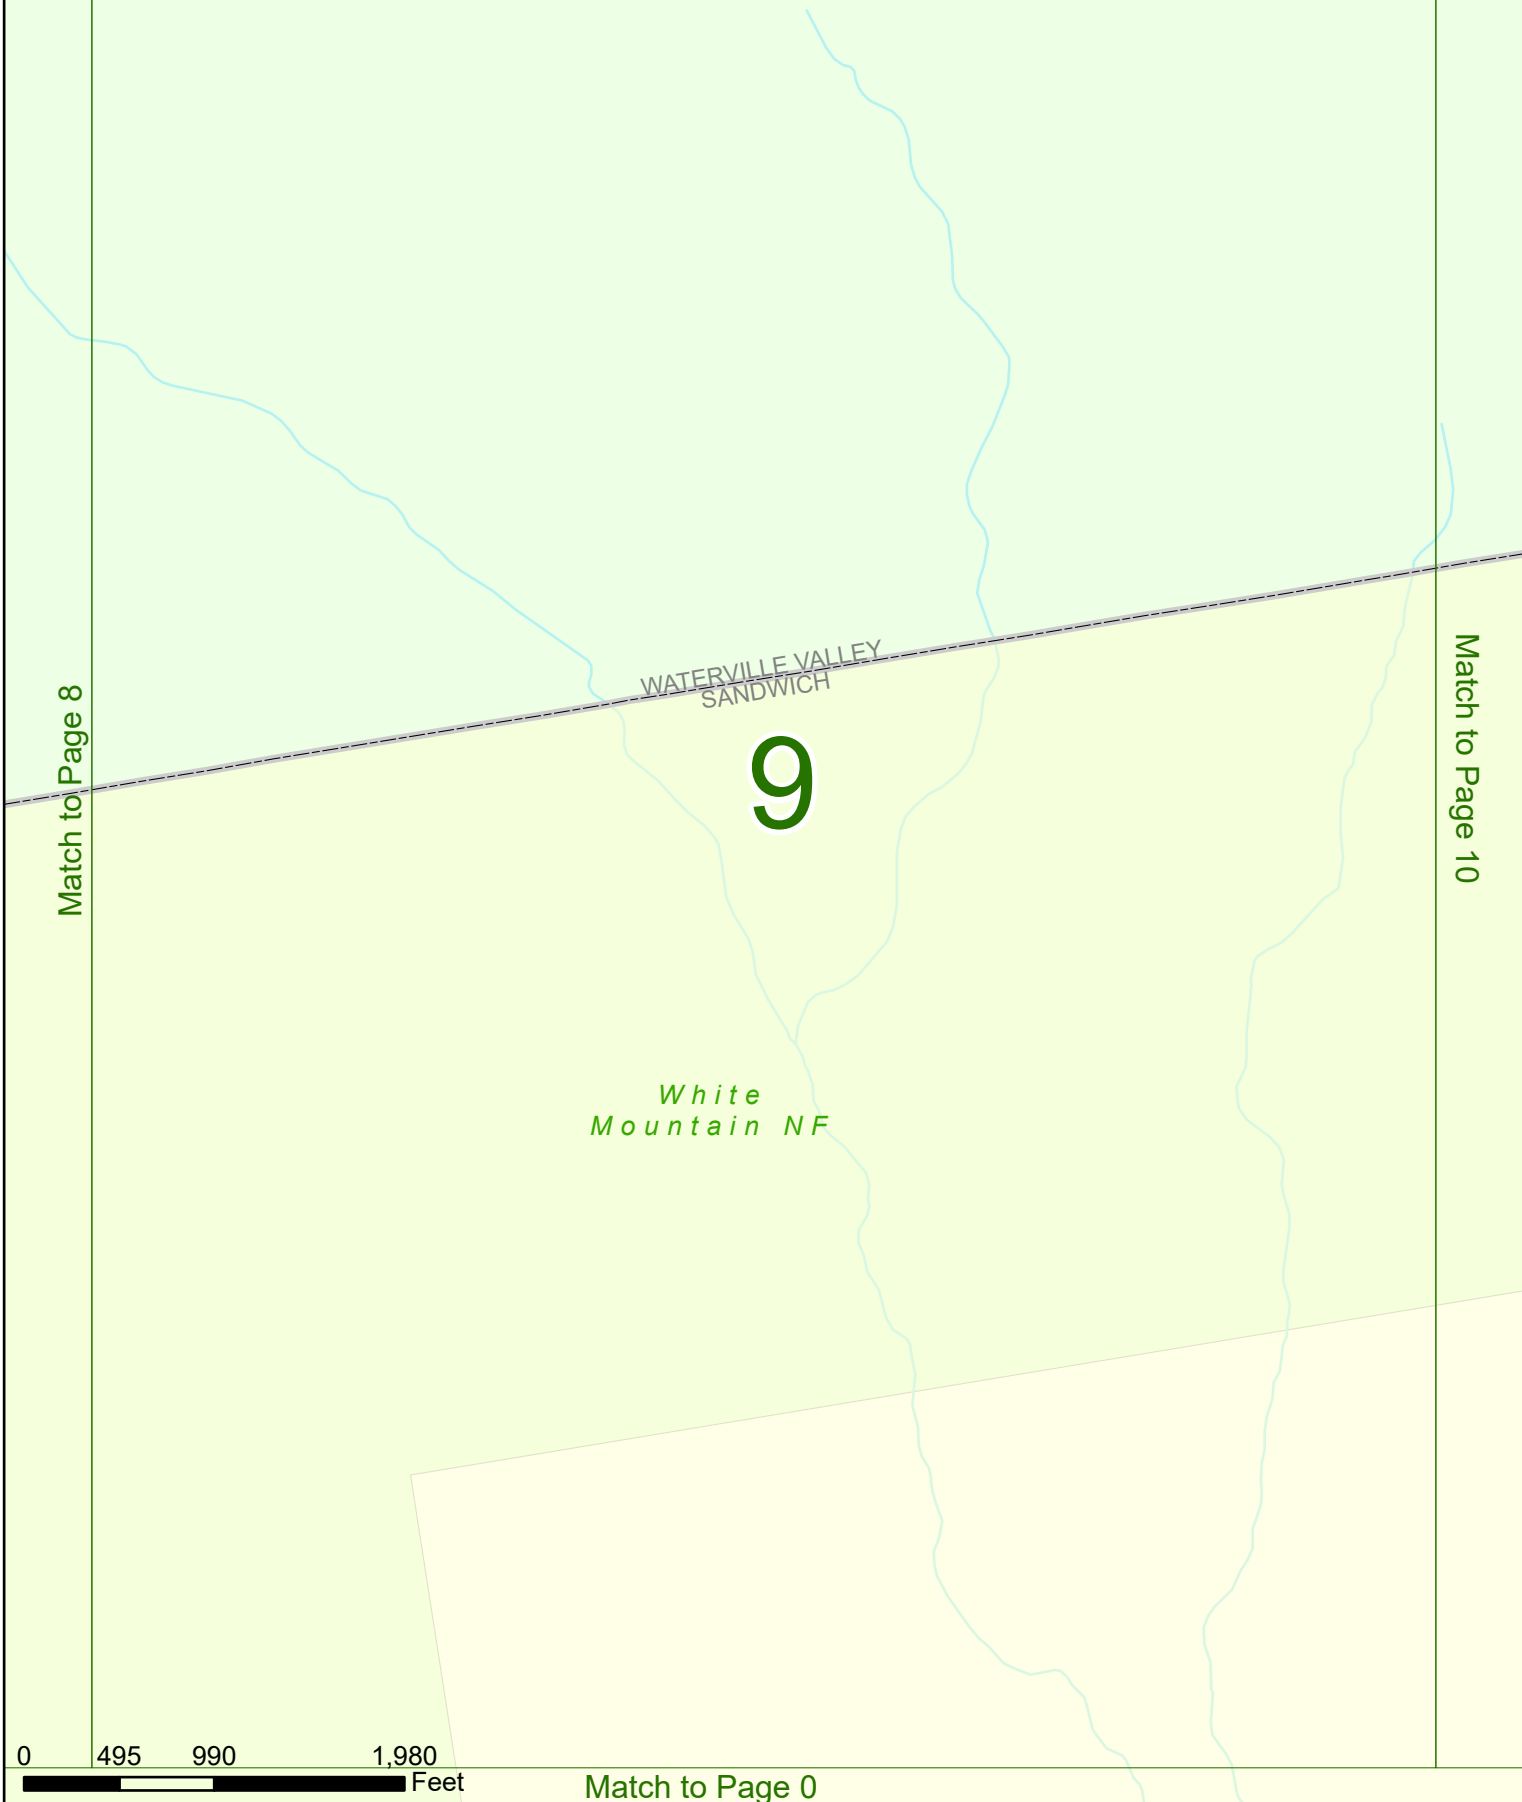 WATERVILLE VALLEY
SANDWICH
Match to Page 8
9
Match to Page 10
White
Mountain NF
0 495 990 1,980
Feet
Match to Page 0